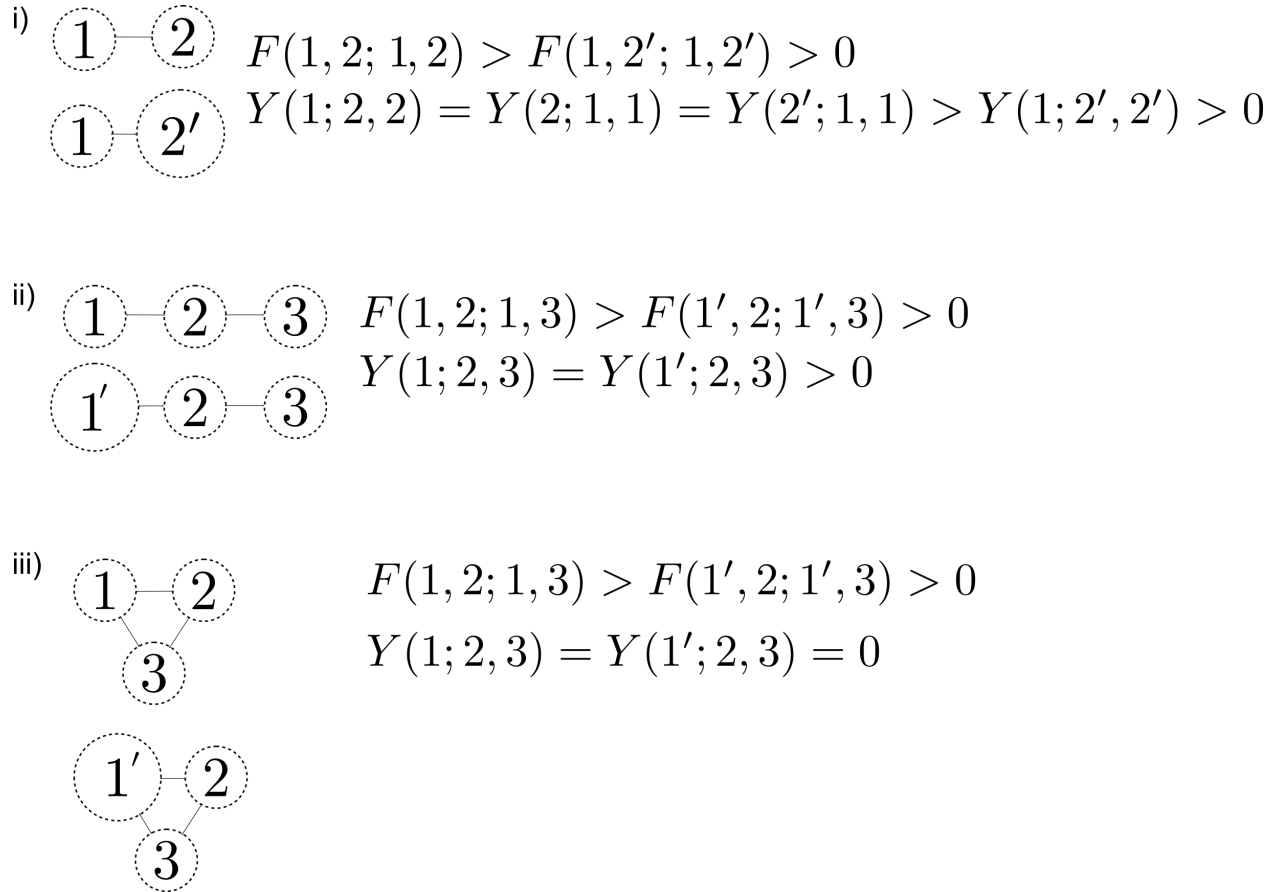 i)
1 2
F(1, 2; 1, 2) > F(1, 2′; 1, 2′) > 0
Y(1; 2, 2) = Y(2; 1, 1) = Y(2′; 1, 1) > Y(1; 2′, 2′) > 0
1 2′
ii)
1 2 3
F(1, 2; 1, 3) > F(1′, 2; 1′, 3) > 0
Y(1; 2, 3) = Y(1′; 2, 3) > 0
1′ 2 3
iii)
1 2
3
F(1, 2; 1, 3) > F(1′, 2; 1′, 3) > 0
Y(1; 2, 3) = Y(1′; 2, 3) = 0
1′ 2
3